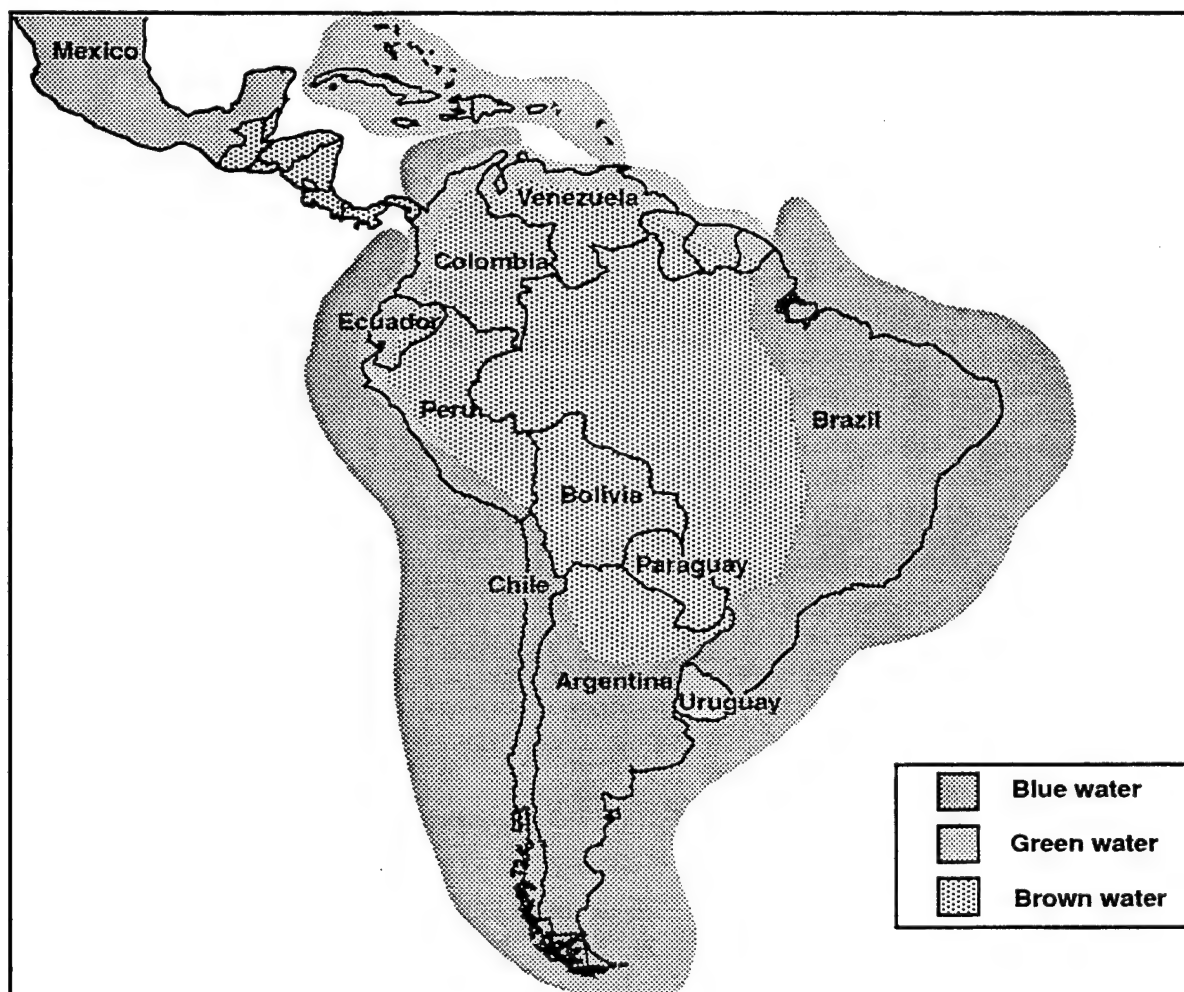 Mexico
Venezuela
Colombia
Ecuador
Peru
Brazil
Bolivia
Paraguay
Chile
Argentina
Uruguay
Blue water
Green water
Brown water